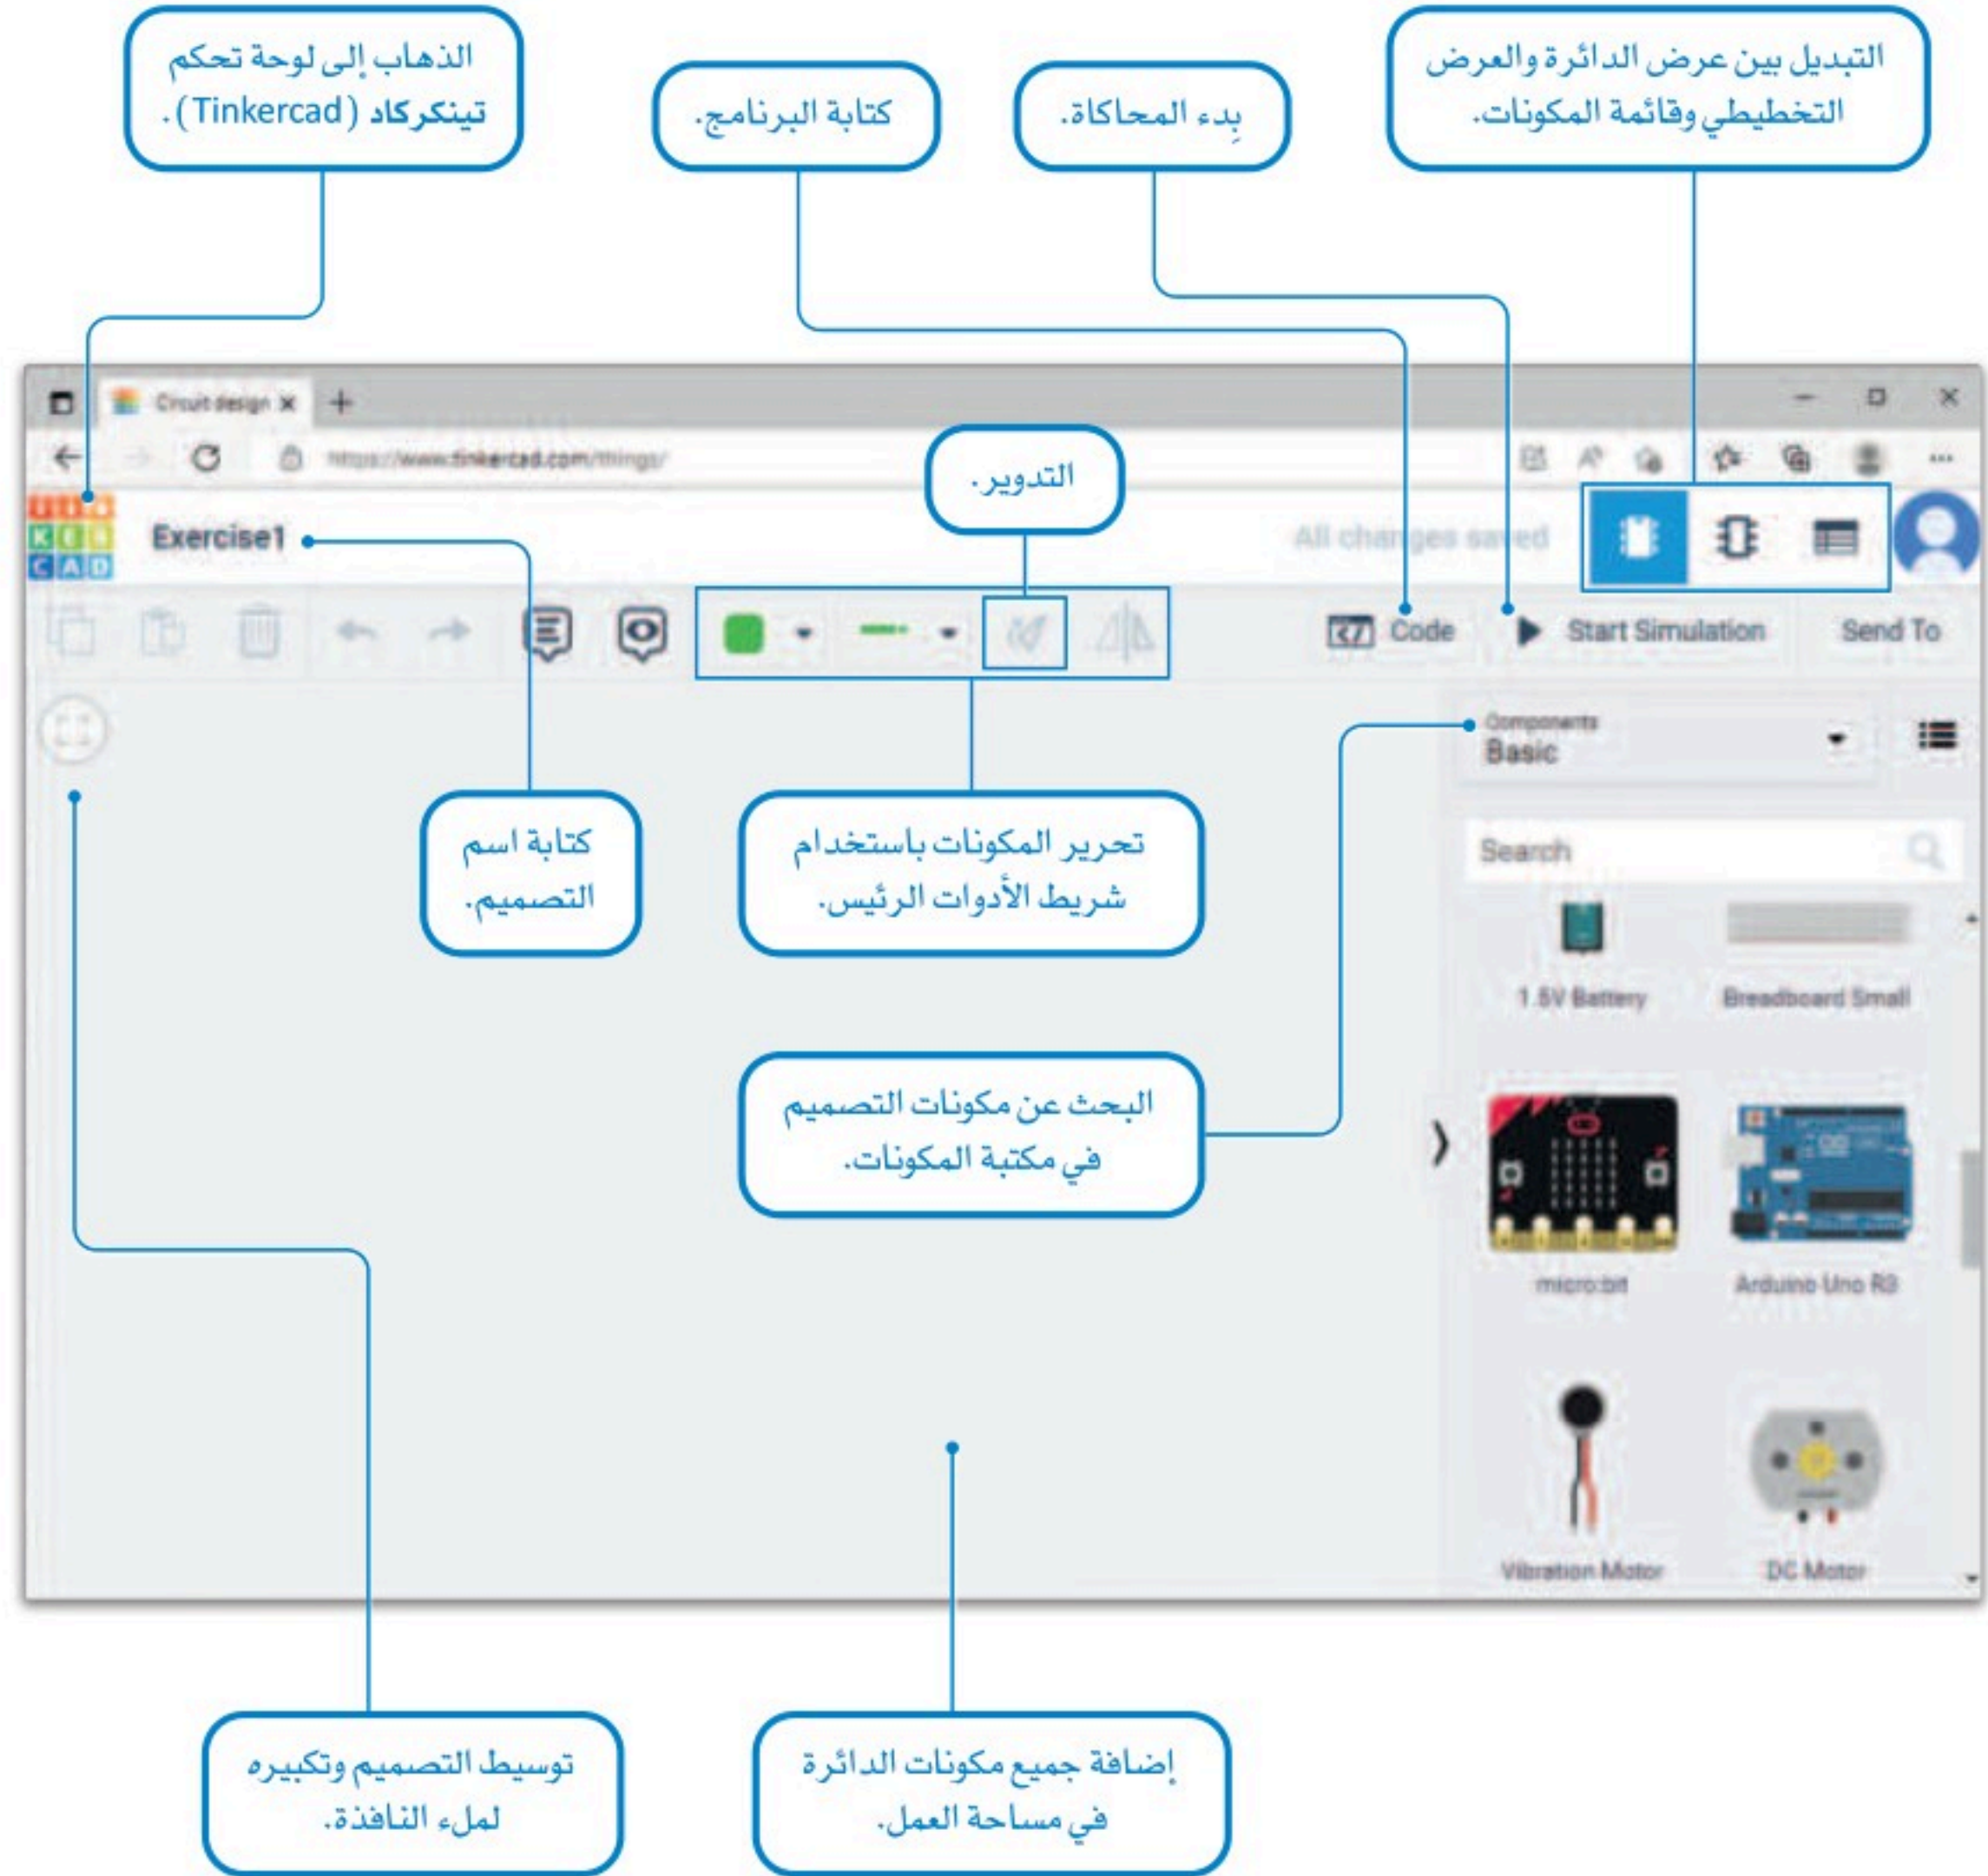 الذهاب إلى لوحة تحكم
تينكركاد (Tinkercad).
كتابة البرنامج.
بِدء المحاكاة.
التبديل بين عرض الدائرة والعرض
التخطيطي وقائمة المكونات.
Circuit design
https://www.tinkercad.com/things/
التدوير.
KER
CAD
Exercise1
All changes saved
Code
Start Simulation
Send To
Components
Basic
كتابة اسم
التصميم.
تحرير المكونات باستخدام
شريط الأدوات الرئيس.
Search
1.5V Battery
Breadboard Small
البحث عن مكونات التصميم
في مكتبة المكونات.
micro:bit
Arduino Uno R3
Vibration Motor
DC Motor
توسيط التصميم وتكبيره
لملء النافذة.
إضافة جميع مكونات الدائرة
في مساحة العمل.